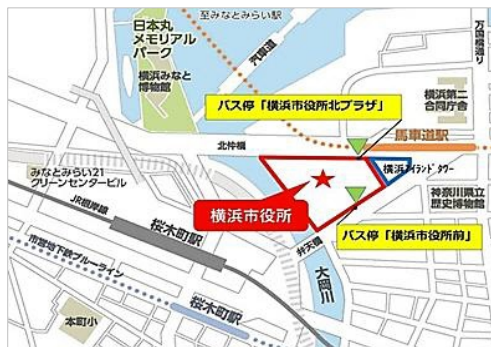 至みなとみらい駅
日本丸
メモリアル
パーク
汽車道
万国橋通り
横浜みなと
博物館
バス停「横浜市役所北プラザ」
横浜第二
合同庁舎
北仲橋
馬車道駅
横浜アイランドタワー
みなとみらい21
グリーンセンタービル
神奈川県立
歴史博物館
JR根岸線
横浜市役所
桜木町駅
バス停「横浜市役所前」
弁天橋
市営地下鉄ブルーライン
大岡川
桜木町駅
本町小